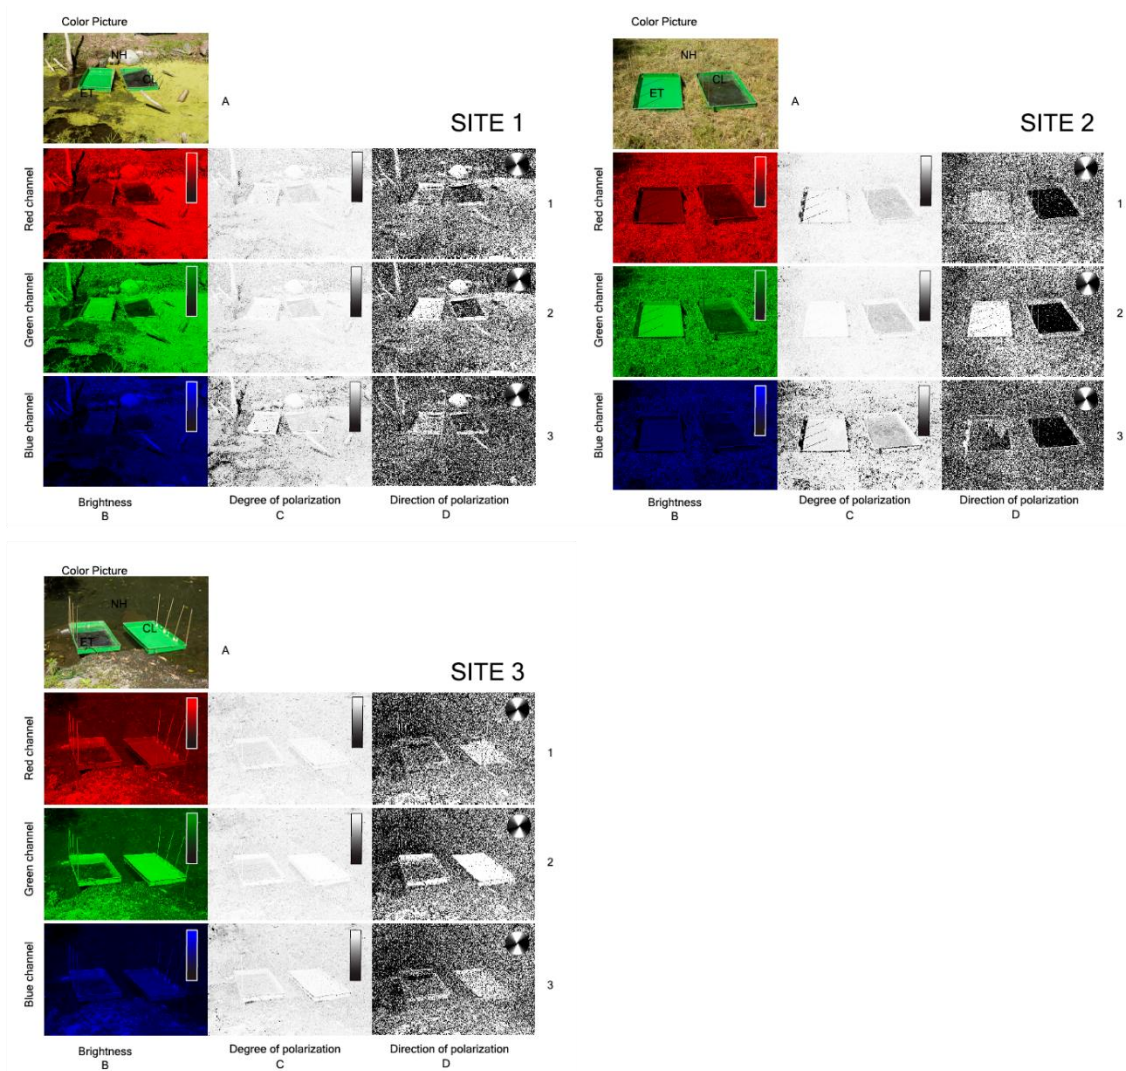 Color Picture
NH
CL
ET
A
SITE 1
Red channel
1
Green channel
2
Blue channel
3
Brightness
B
Degree of polarization
C
Direction of polarization
D
Color Picture
NH
CL
ET
A
SITE 2
Red channel
1
Green channel
2
Blue channel
3
Brightness
B
Degree of polarization
C
Direction of polarization
D
Color Picture
NH
CL
ET
A
SITE 3
Red channel
1
Green channel
2
Blue channel
3
Brightness
B
Degree of polarization
C
Direction of polarization
D